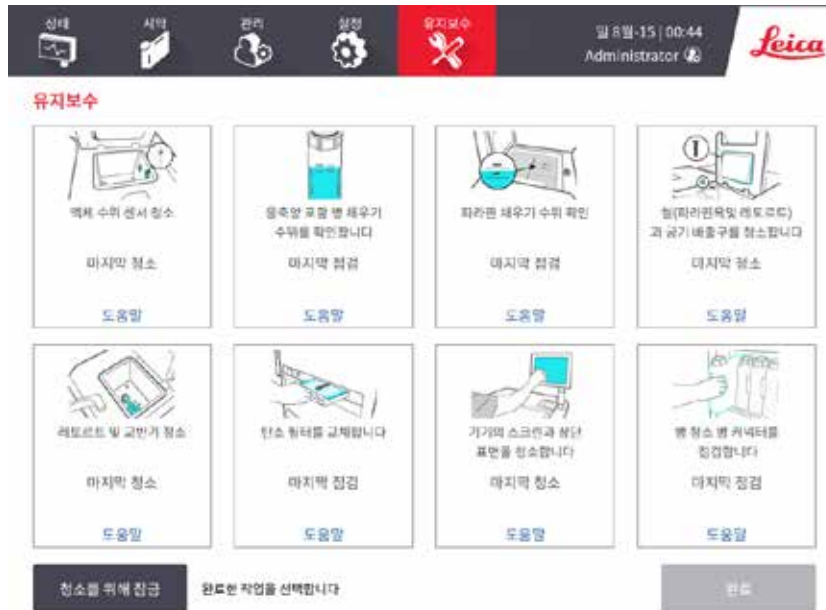 상태
시약
관리
설정
유지보수
일 8월-15 | 00:44
Administrator
Leica
유지보수
액체 수위 센서 청소
마지막 청소
도움말
응축양 포함 병 채우기
수위를 확인합니다
마지막 점검
도움말
파라핀 채우기 수위 확인
마지막 점검
도움말
씰(파라핀욕및 레토르트)
과 공기 배출구를 청소합니다
마지막 청소
도움말
레토르트 및 교반기 청소
마지막 청소
도움말
탄소 필터를 교체합니다
마지막 점검
도움말
기기의 스크린과 상단
표면을 청소합니다
마지막 청소
도움말
병 청소 병 커넥터를
점검합니다
마지막 점검
도움말
청소를 위해 잠금
완료한 작업을 선택합니다
완료